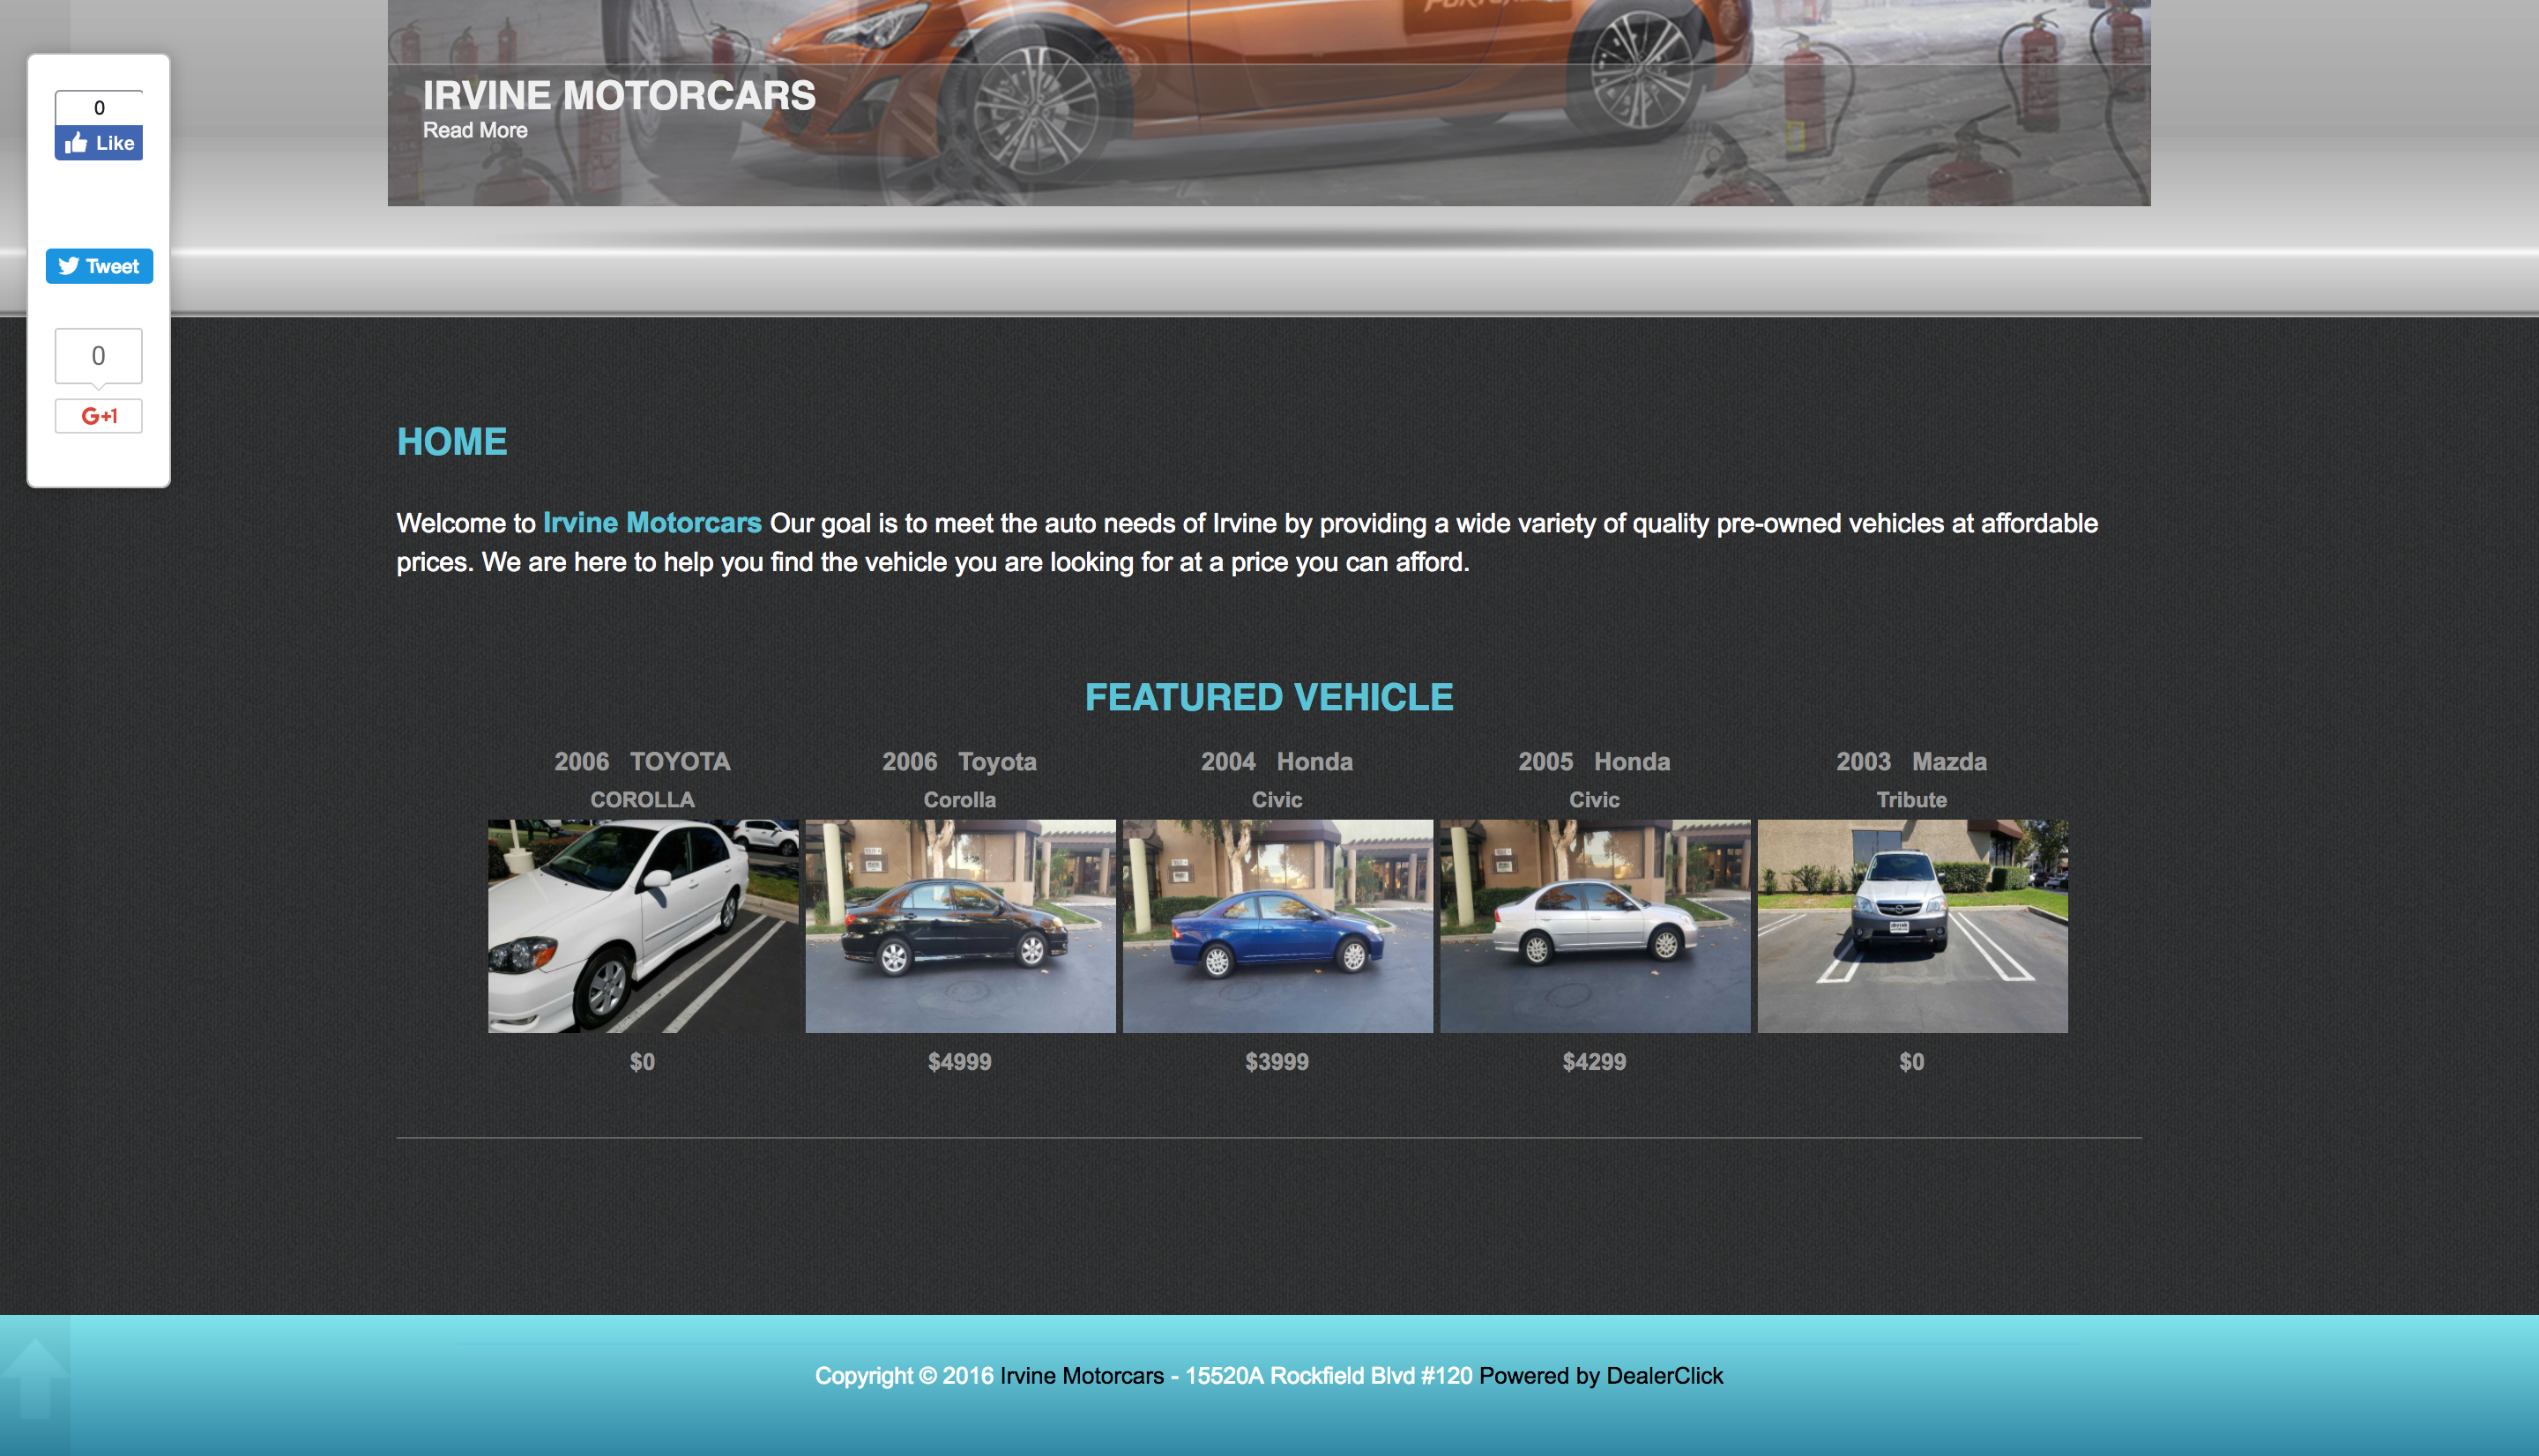 IRVINE MOTORCARS
Read More
0
Like
Tweet
0
G+1
HOME
Welcome to Irvine Motorcars Our goal is to meet the auto needs of Irvine by providing a wide variety of quality pre-owned vehicles at affordable
prices. We are here to help you find the vehicle you are looking for at a price you can afford.
FEATURED VEHICLE
2006 TOYOTA
COROLLA
$0
2006 Toyota
Corolla
$4999
2004 Honda
Civic
$3999
2005 Honda
Civic
$4299
2003 Mazda
Tribute
$0
Copyright © 2016 Irvine Motorcars - 15520A Rockfield Blvd #120 Powered by DealerClick